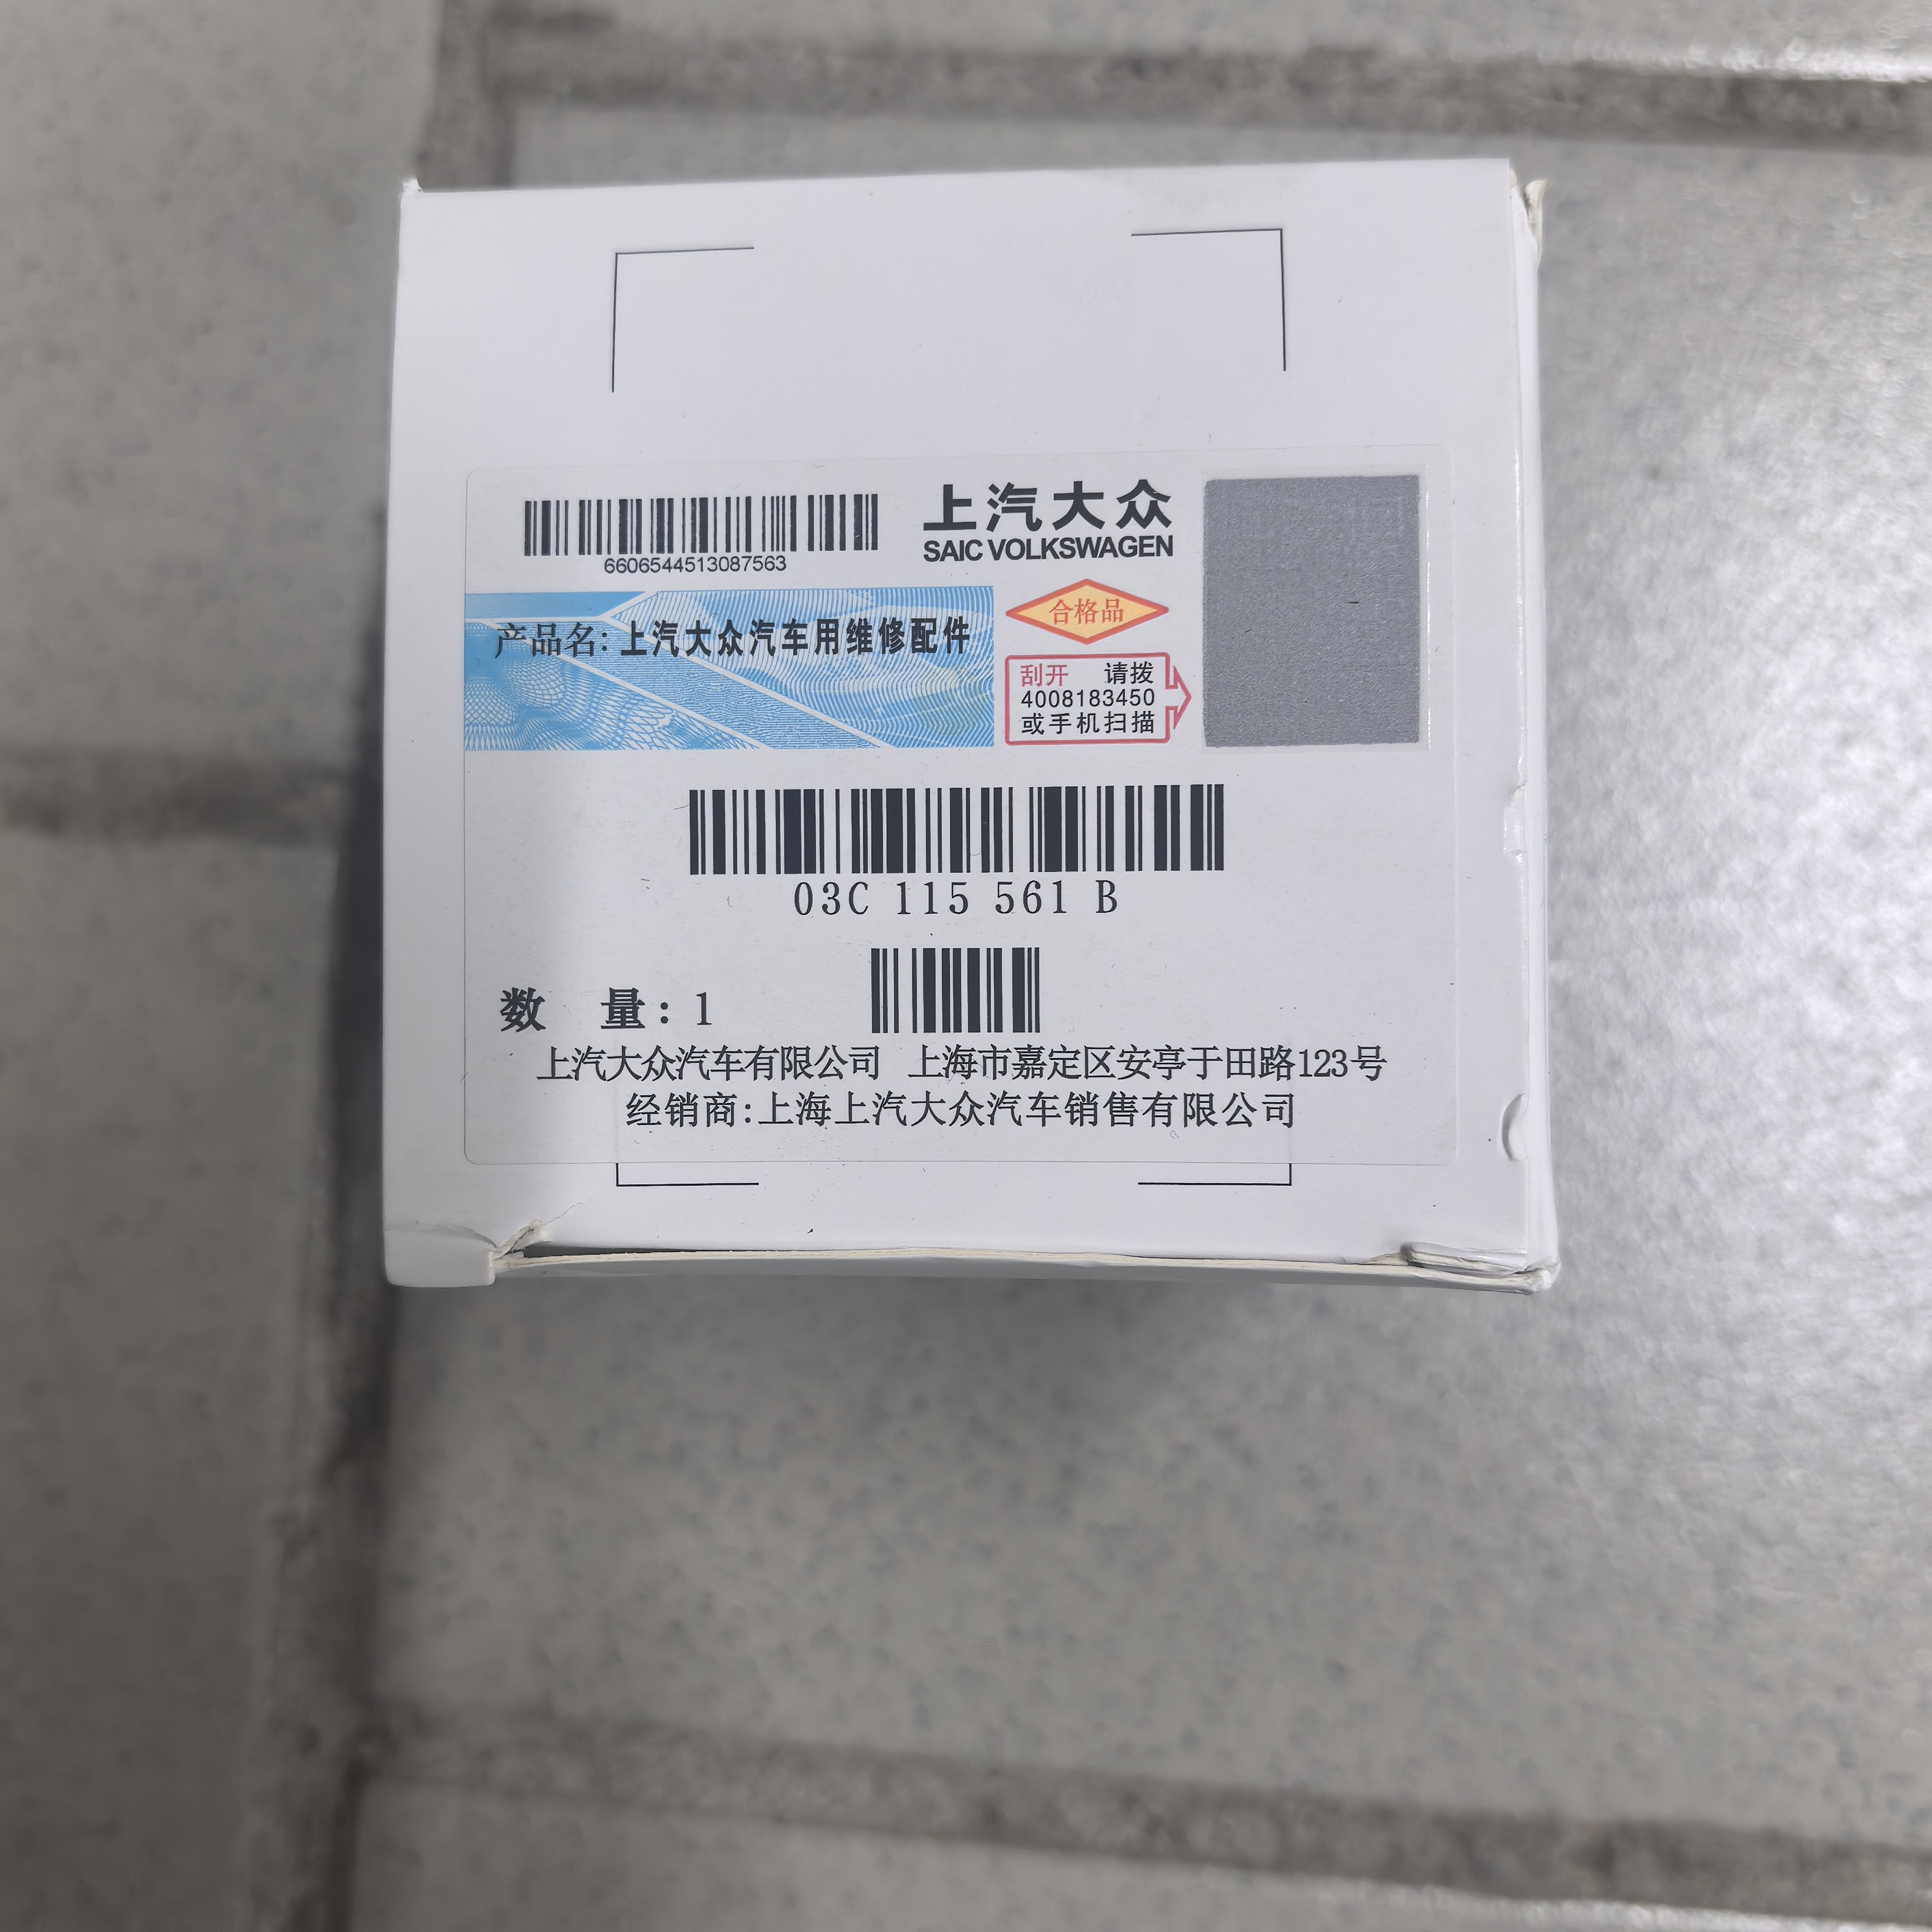 上汽大众
SAIC VOLKSWAGEN
6606544513087563
产品名: 上汽大众汽车用维修配件
合格品
刮开 请拨
4008183450
或手机扫描
03C 115 561 B
数 量: 1
上汽大众汽车有限公司 上海市嘉定区安亭于田路123号
经销商:上海上汽大众汽车销售有限公司